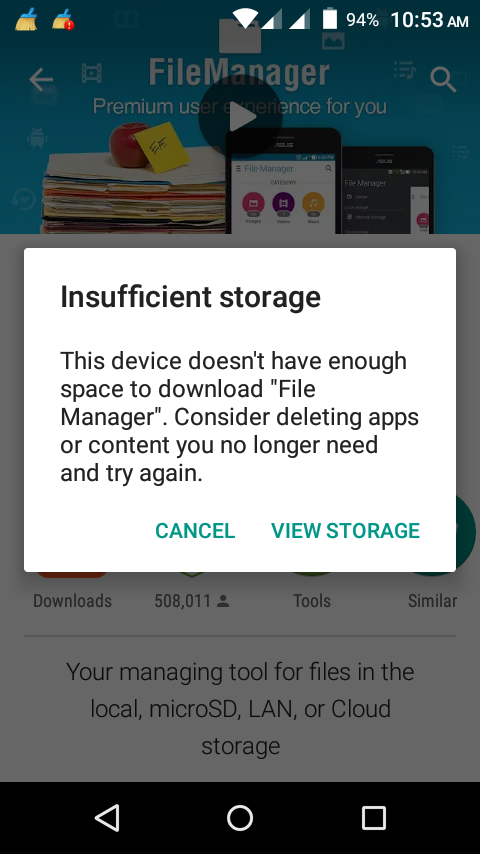 94% 10:53 AM
FileManager
Premium user experience for you
File Manager
CATEGORY
File Manager
Insufficient storage
This device doesn't have enough
space to download "File
Manager". Consider deleting apps
or content you no longer need
and try again.
CANCEL VIEW STORAGE
Downloads 508,011 Tools Similar
Your managing tool for files in the
local, microSD, LAN, or Cloud
storage